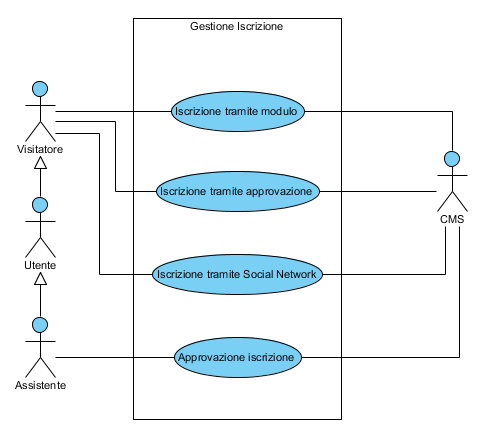 Gestione Iscrizione
Iscrizione tramite modulo
Visitatore
Iscrizione tramite approvazione
CMS
Utente
Iscrizione tramite Social Network
Approvazione iscrizione
Assistente